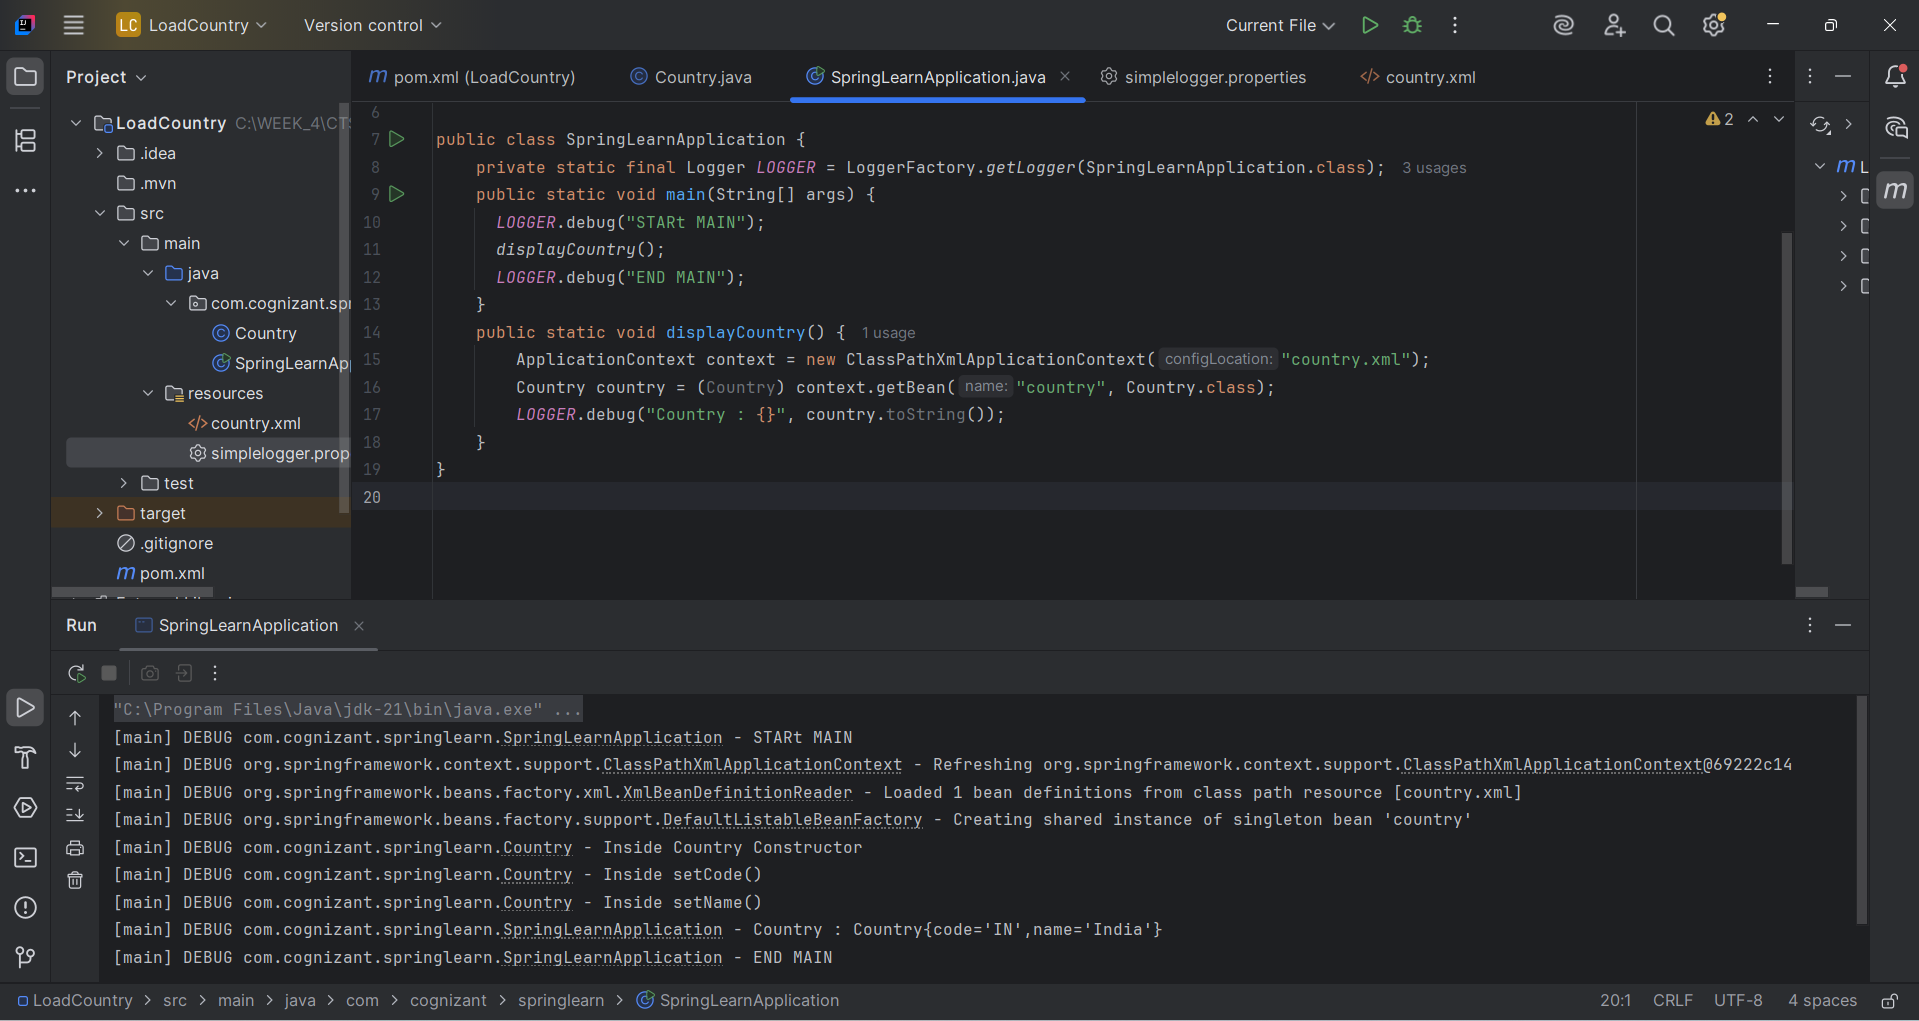 LC LoadCountry Version control Current File
Project
pom.xml (LoadCountry) Country.java SpringLearnApplication.java simplelogger.properties country.xml
LoadCountry C:\WEEK_4\CTS
.idea
.mvn
src
main
java
com.cognizant.spr
Country
SpringLearnApp
resources
country.xml
simplelogger.prop
test
target
.gitignore
pom.xml
2
6
7 public class SpringLearnApplication {
8 private static final Logger LOGGER = LoggerFactory.getLogger(SpringLearnApplication.class); 3 usages
9 public static void main(String[] args) {
10 LOGGER.debug("STARt MAIN");
11 displayCountry();
12 LOGGER.debug("END MAIN");
13 }
14 public static void displayCountry() { 1 usage
15 ApplicationContext context = new ClassPathXmlApplicationContext( configLocation: "country.xml");
16 Country country = (Country) context.getBean( name: "country", Country.class);
17 LOGGER.debug("Country : {}", country.toString());
18 }
19 }
20
m L
m
Run SpringLearnApplication
"C:\Program Files\Java\jdk-21\bin\java.exe" ...
[main] DEBUG com.cognizant.springlearn.SpringLearnApplication - STARt MAIN
[main] DEBUG org.springframework.context.support.ClassPathXmlApplicationContext - Refreshing org.springframework.context.support.ClassPathXmlApplicationContext@69222c14
[main] DEBUG org.springframework.beans.factory.xml.XmlBeanDefinitionReader - Loaded 1 bean definitions from class path resource [country.xml]
[main] DEBUG org.springframework.beans.factory.support.DefaultListableBeanFactory - Creating shared instance of singleton bean 'country'
[main] DEBUG com.cognizant.springlearn.Country - Inside Country Constructor
[main] DEBUG com.cognizant.springlearn.Country - Inside setCode()
[main] DEBUG com.cognizant.springlearn.Country - Inside setName()
[main] DEBUG com.cognizant.springlearn.SpringLearnApplication - Country : Country{code='IN',name='India'}
[main] DEBUG com.cognizant.springlearn.SpringLearnApplication - END MAIN
LoadCountry > src > main > java > com > cognizant > springlearn > SpringLearnApplication 20:1 CRLF UTF-8 4 spaces